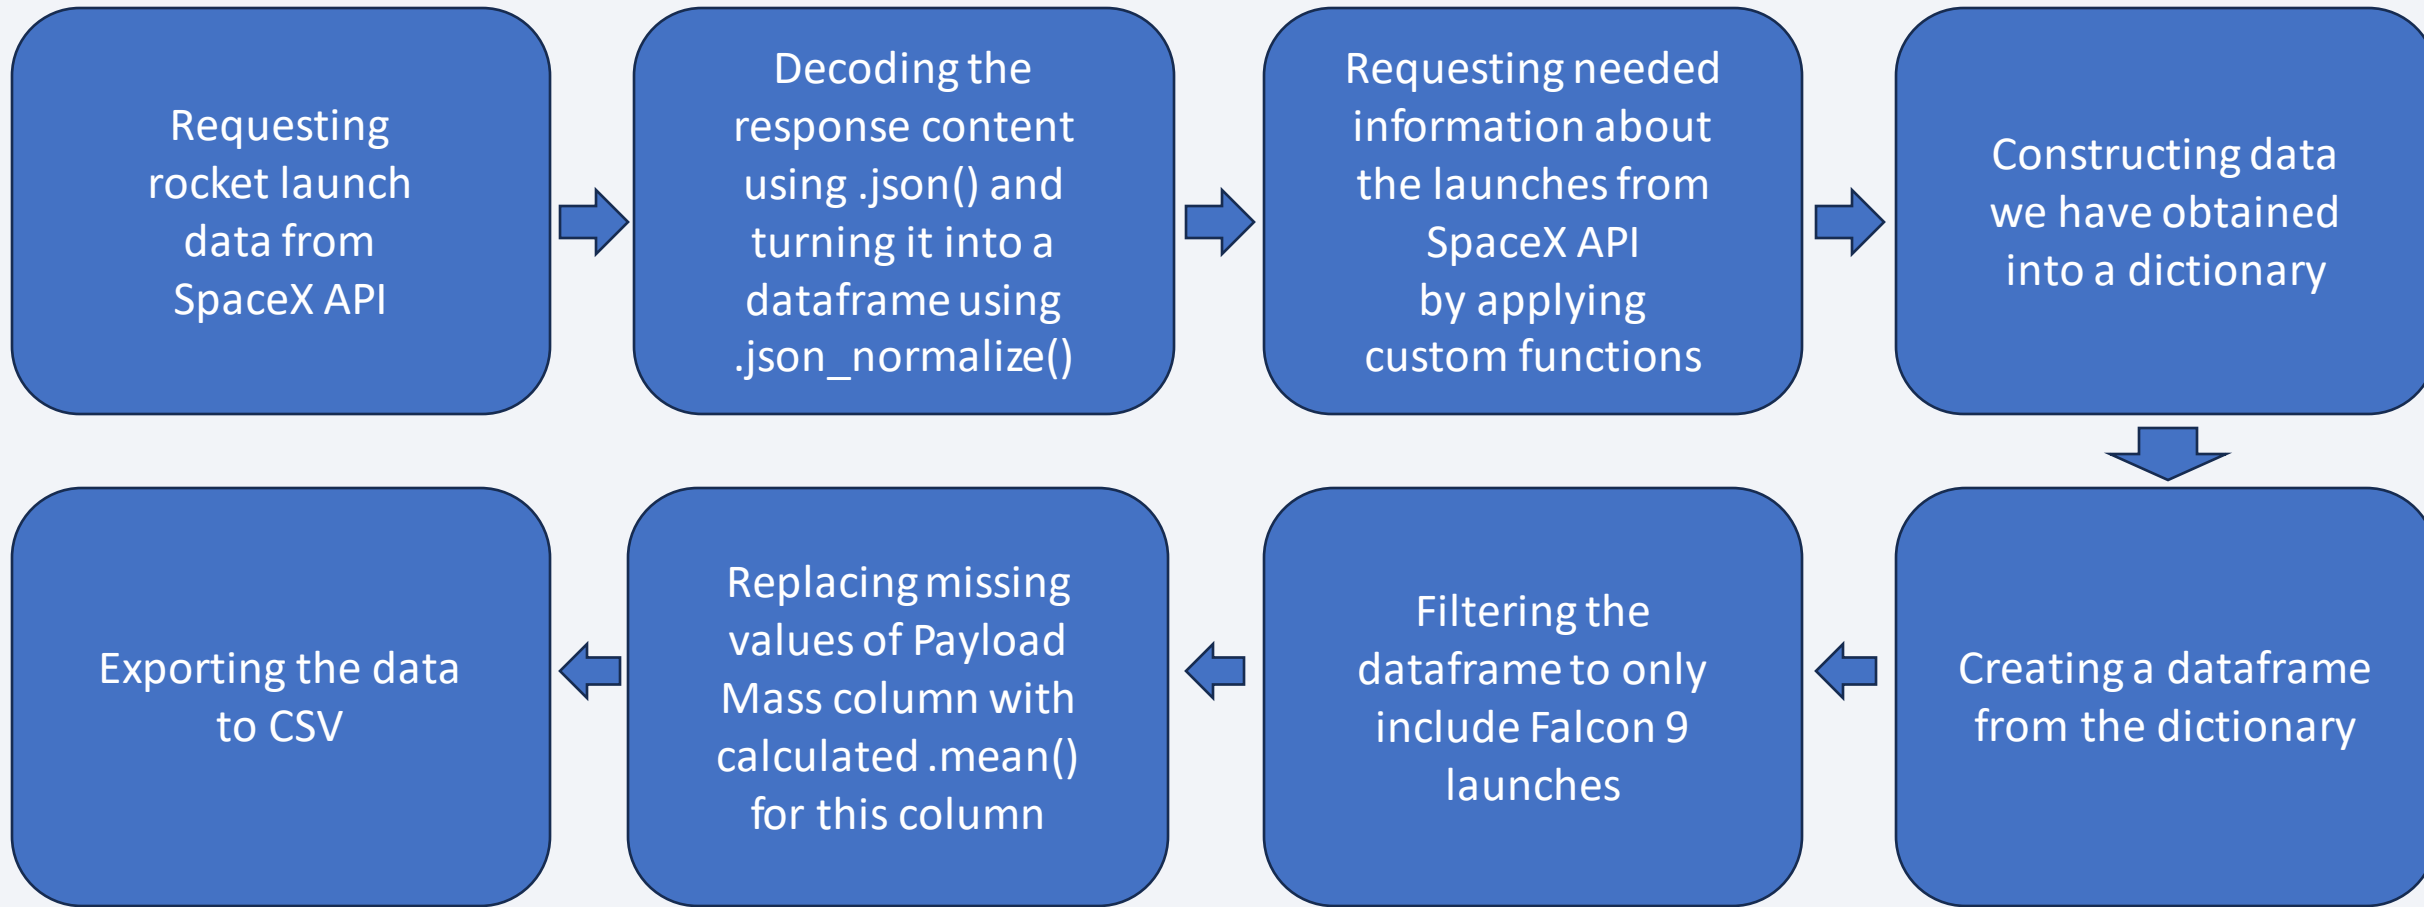 Requesting
rocket launch
data from
SpaceX API
Decoding the
response content
using .json() and
turning it into a
dataframe using
.json_normalize()
Requesting needed
information about
the launches from
SpaceX API
by applying
custom functions
Constructing data
we have obtained
into a dictionary
Creating a dataframe
from the dictionary
Filtering the
dataframe to only
include Falcon 9
launches
Replacing missing
values of Payload
Mass column with
calculated .mean()
for this column
Exporting the data
to CSV